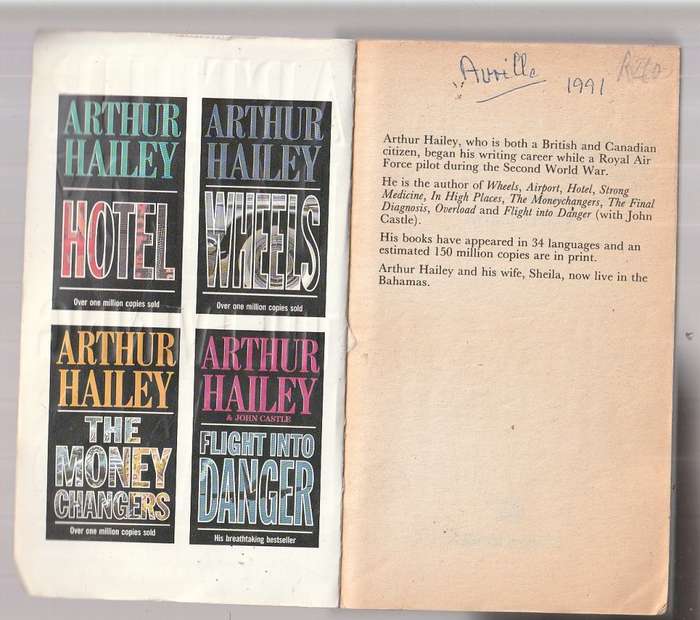 ARTHUR
HAILEY
HOTEL
Over one million copies sold
ARTHUR
HAILEY
WHEELS
Over one million copies sold
ARTHUR
HAILEY
THE
MONEY
CHANGERS
Over one million copies sold
ARTHUR
HAILEY
& JOHN CASTLE
FLIGHT INTO
DANGER
His breathtaking bestseller
1991
Arthur Hailey, who is both a British and Canadian
citizen, began his writing career while a Royal Air
Force pilot during the Second World War.
He is the author of Wheels, Airport, Hotel, Strong
Medicine, In High Places, The Moneychangers, The Final
Diagnosis, Overload and Flight into Danger (with John
Castle).
His books have appeared in 34 languages and an
estimated 150 million copies are in print.
Arthur Hailey and his wife, Sheila, now live in the
Bahamas.